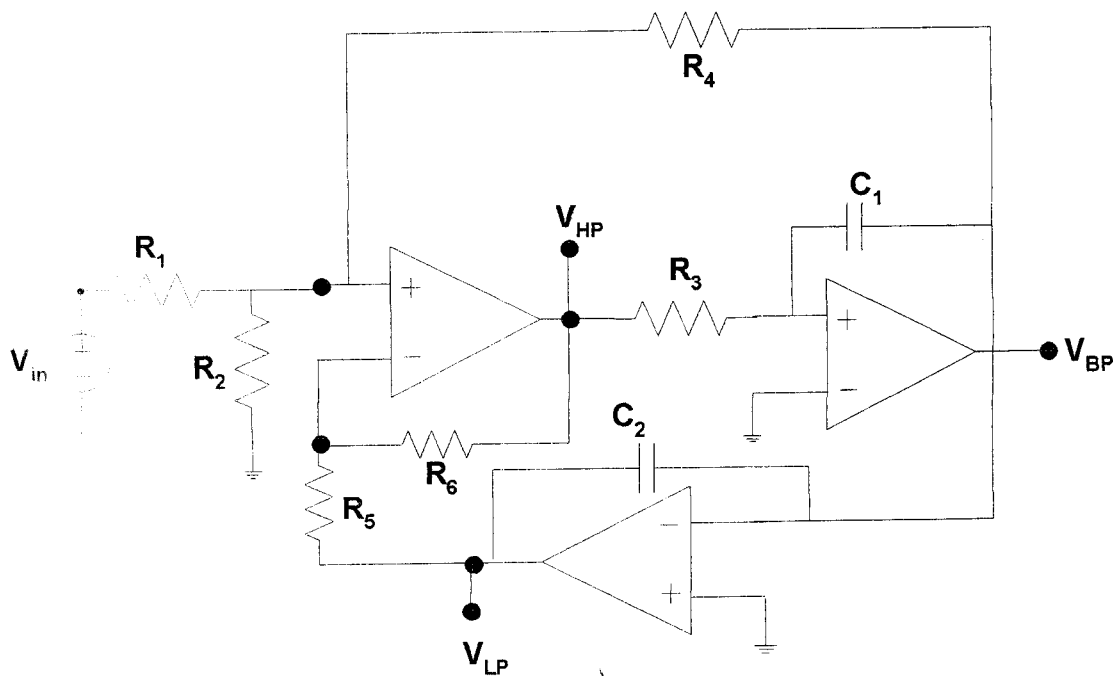 R4
C1
VHP
R1
R3
+
+
−
−
Vin
R2
VBP
C2
R6
R5
−
+
VLP